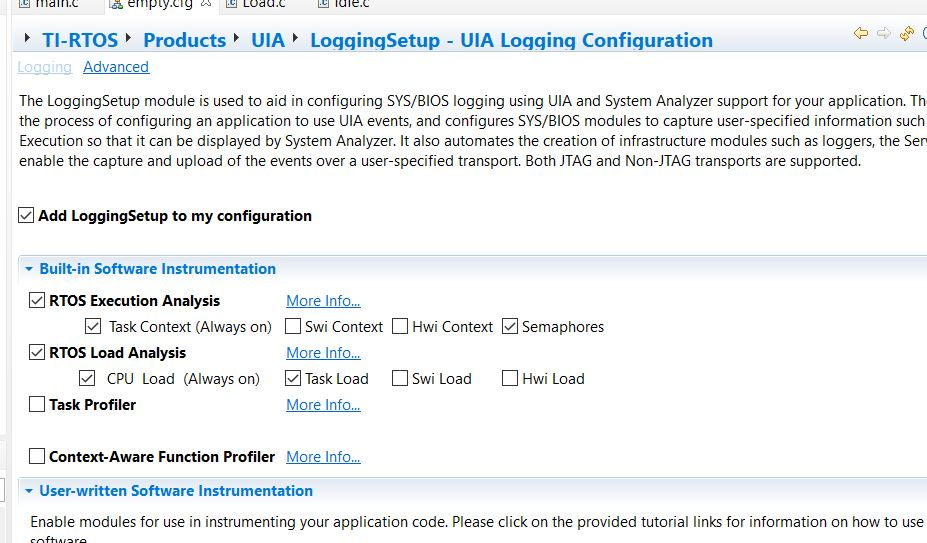 main.c empty.cfg Load.c Idle.c
TI-RTOS Products UIA LoggingSetup - UIA Logging Configuration
Logging Advanced
The LoggingSetup module is used to aid in configuring SYS/BIOS logging using UIA and System Analyzer support for your application. Th
the process of configuring an application to use UIA events, and configures SYS/BIOS modules to capture user-specified information such
Execution so that it can be displayed by System Analyzer. It also automates the creation of infrastructure modules such as loggers, the Serv
enable the capture and upload of the events over a user-specified transport. Both JTAG and Non-JTAG transports are supported.
Add LoggingSetup to my configuration
Built-in Software Instrumentation
RTOS Execution Analysis More Info...
Task Context (Always on) Swi Context Hwi Context Semaphores
RTOS Load Analysis More Info...
CPU Load (Always on) Task Load Swi Load Hwi Load
Task Profiler More Info...
Context-Aware Function Profiler More Info...
User-written Software Instrumentation
Enable modules for use in instrumenting your application code. Please click on the provided tutorial links for information on how to use
software.